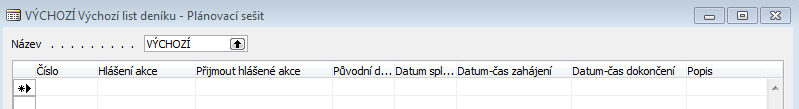 VÝCHOZÍ Výchozí list deníku - Plánovací sešit
Název . . . . . . . . . VÝCHOZÍ
Číslo Hlášení akce Přijmout hlášené akce Původní d... Datum spl... Datum-čas zahájení Datum-čas dokončení Popis